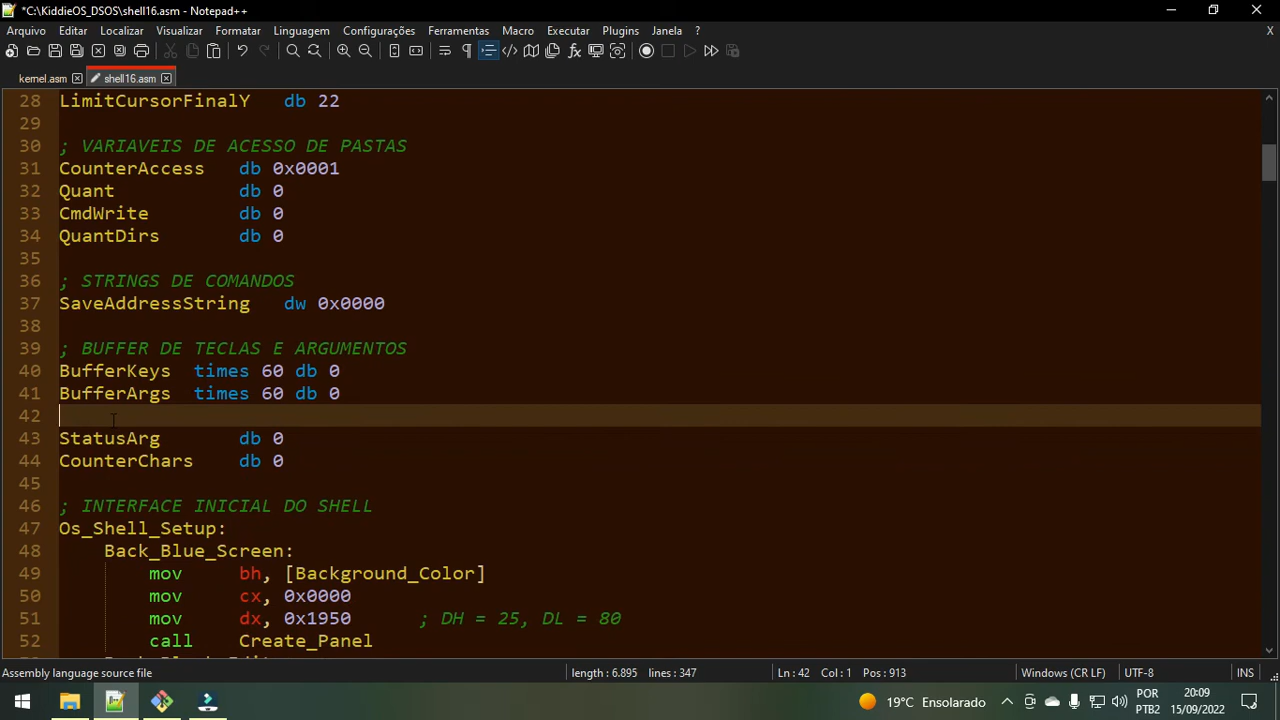 *C:\KiddieOS_DSOS\shell16.asm - Notepad++
Arquivo Editar Localizar Visualizar Formatar Linguagem Configurações Ferramentas Macro Executar Plugins Janela ? X
kernel.asm shell16.asm
28 LimitCursorFinalY db 22
29
30 ; VARIAVEIS DE ACESSO DE PASTAS
31 CounterAccess db 0x0001
32 Quant db 0
33 CmdWrite db 0
34 QuantDirs db 0
35
36 ; STRINGS DE COMANDOS
37 SaveAddressString dw 0x0000
38
39 ; BUFFER DE TECLAS E ARGUMENTOS
40 BufferKeys times 60 db 0
41 BufferArgs times 60 db 0
42
43 StatusArg db 0
44 CounterChars db 0
45
46 ; INTERFACE INICIAL DO SHELL
47 Os_Shell_Setup:
48 Back_Blue_Screen:
49 mov bh, [Background_Color]
50 mov cx, 0x0000
51 mov dx, 0x1950 ; DH = 25, DL = 80
52 call Create_Panel
Assembly language source file length : 6.895 lines : 347 Ln : 42 Col : 1 Pos : 913 Windows (CR LF) UTF-8 INS
19°C Ensolarado POR PTB2 20:09 15/09/2022